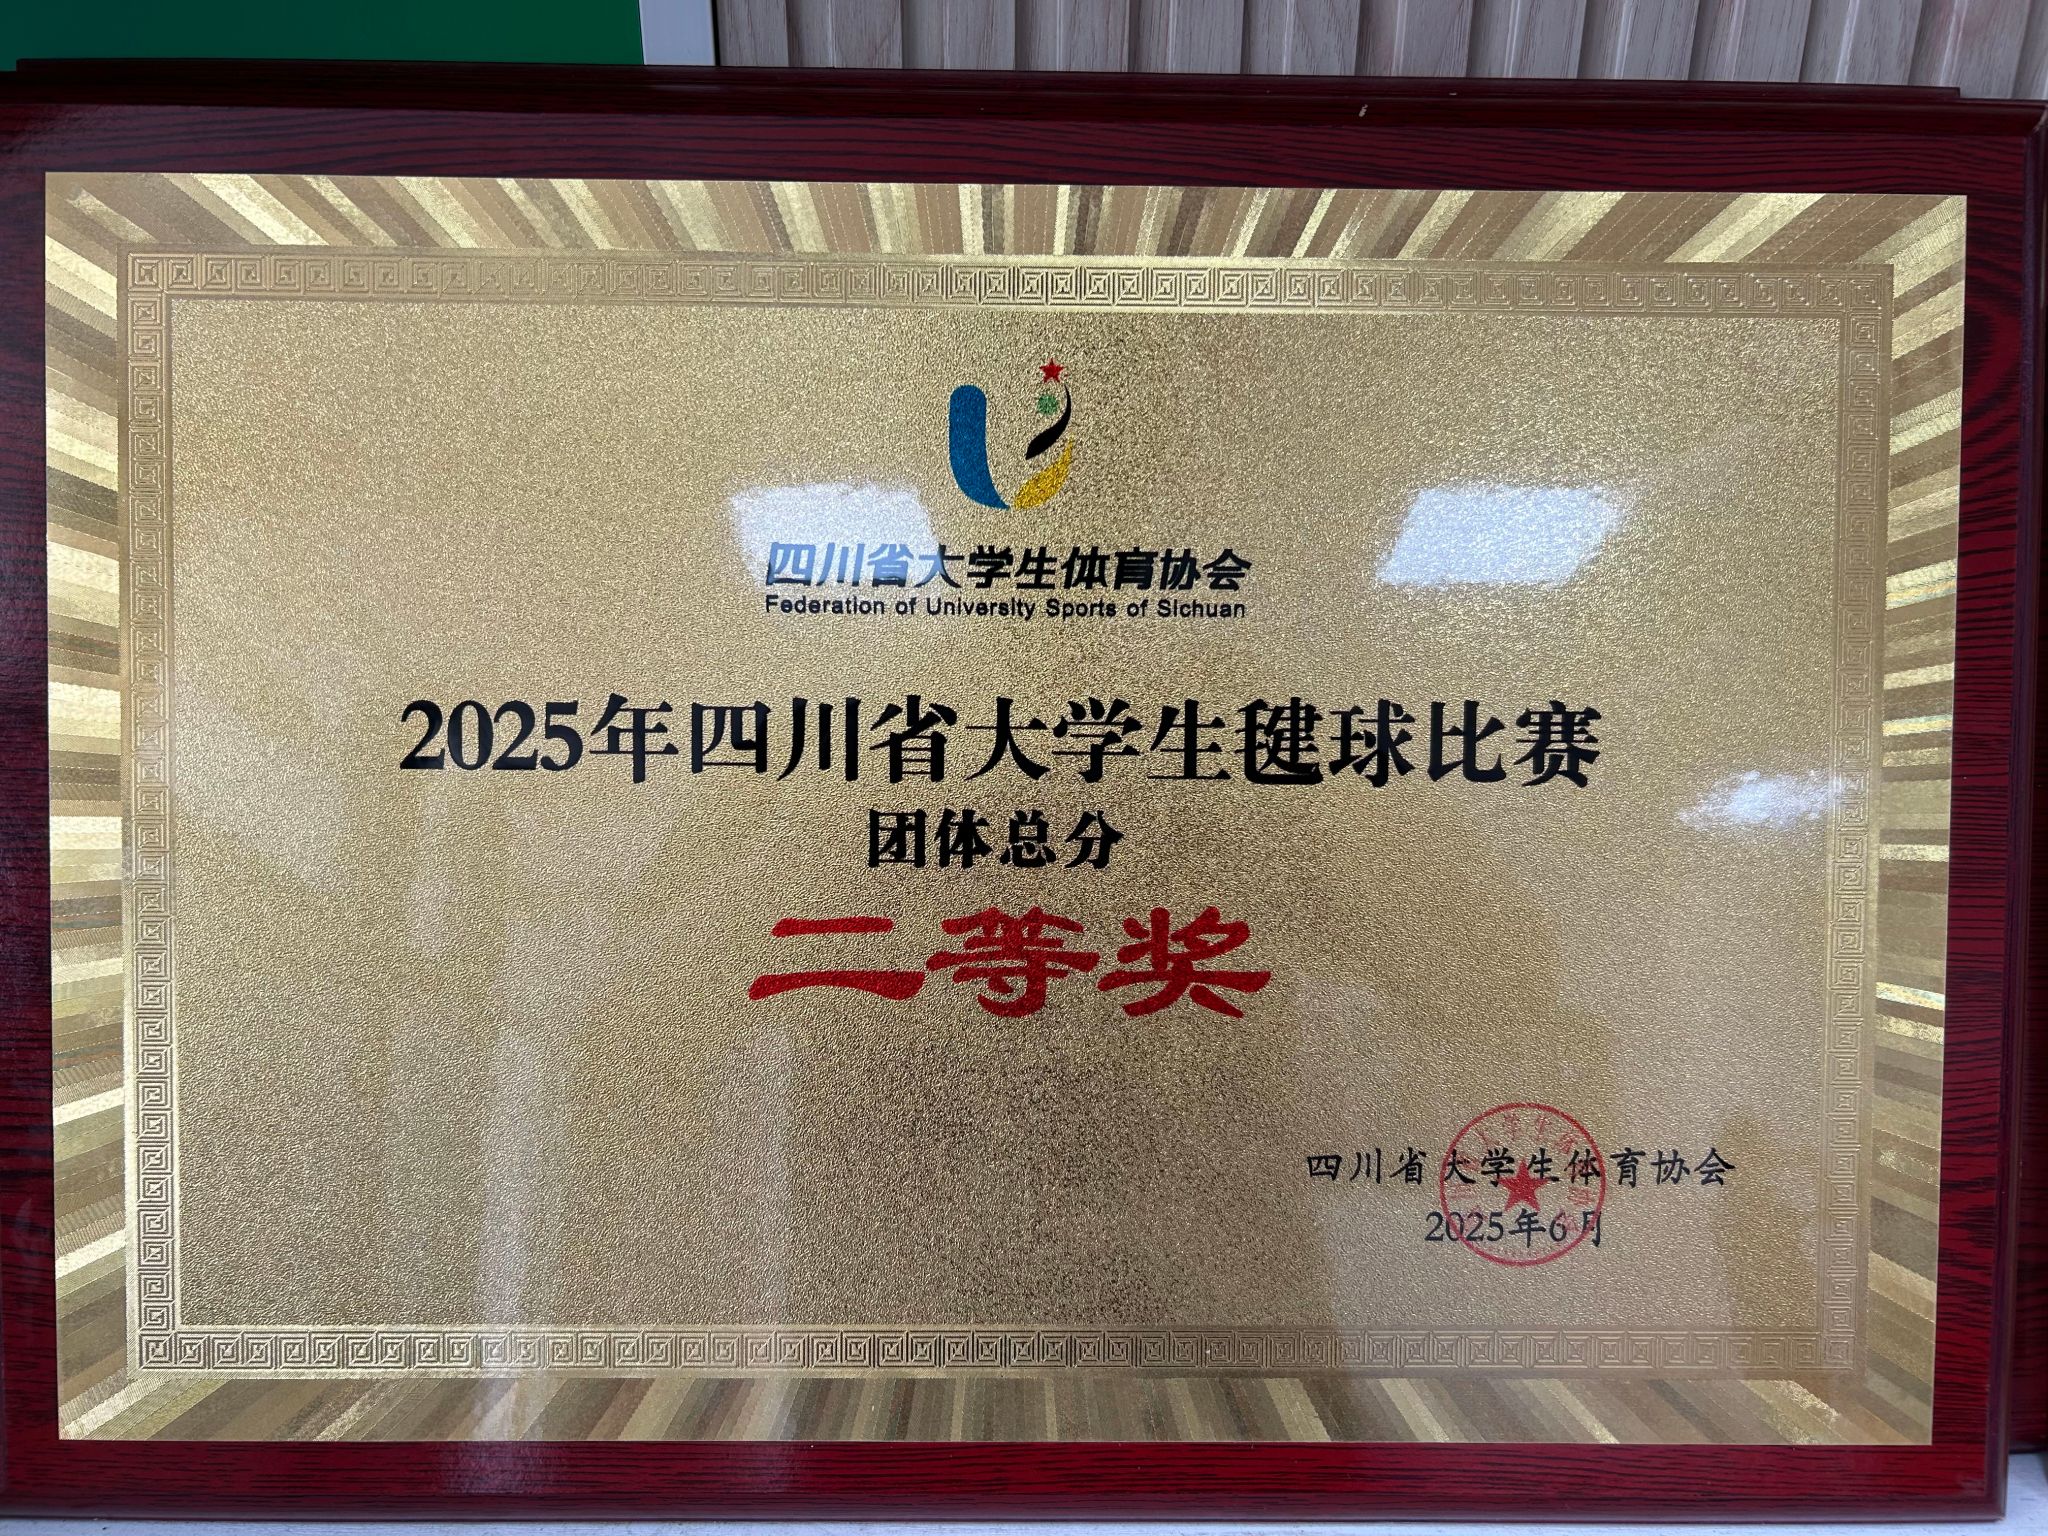 四川省大学生体育协会
Federation of University Sports of Sichuan
2025年四川省大学生毽球比赛
团体总分
二等奖
四川省大学生体育协会
2025年6月